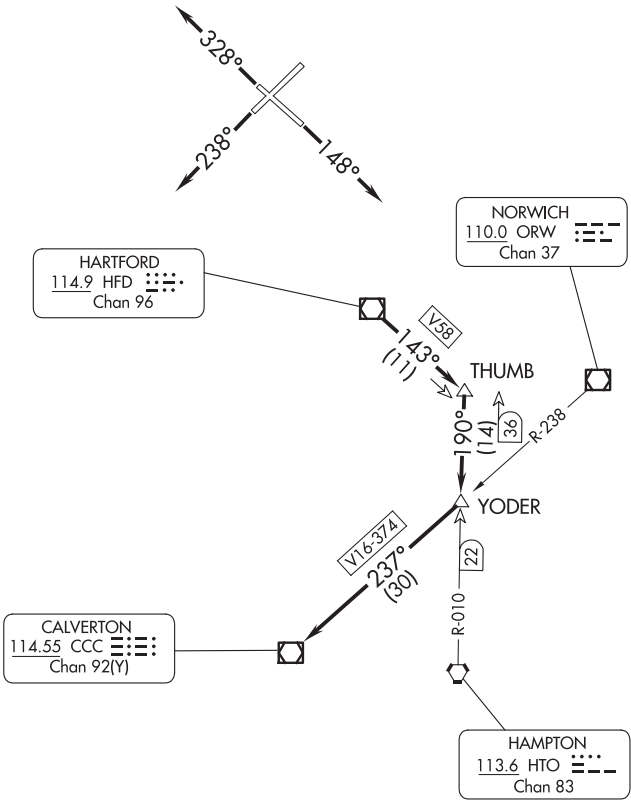 328°
238°
148°
NORWICH
110.0 ORW
Chan 37
HARTFORD
114.9 HFD
Chan 96
V58
143°
(11)
THUMB
190°
(14)
36
R-238
YODER
V16-374
237°
(30)
22
R-010
CALVERTON
114.55 CCC
Chan 92(Y)
HAMPTON
113.6 HTO
Chan 83